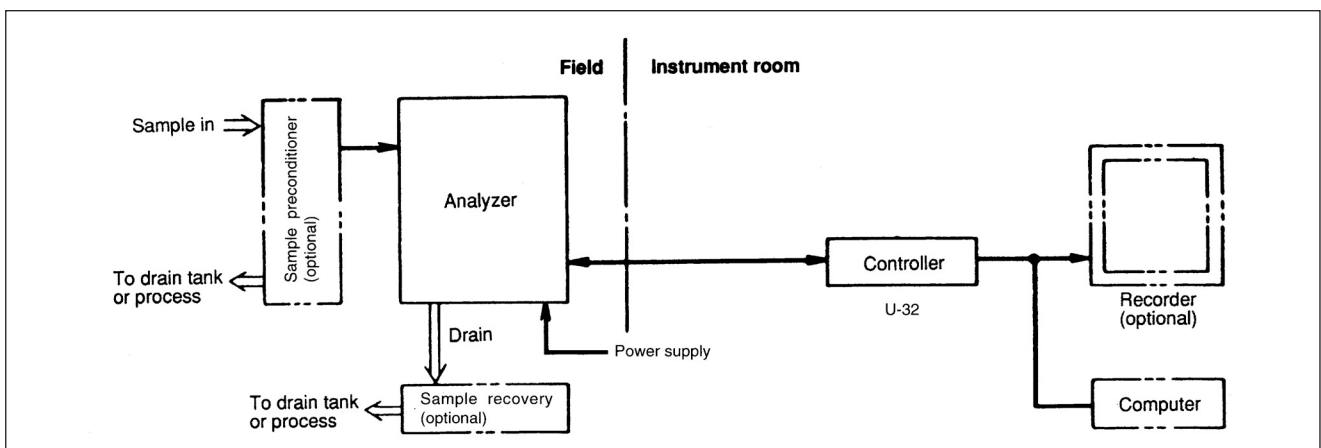 Field
Instrument room
Sample in
Sample preconditioner
(optional)
Analyzer
To drain tank
or process
Controller
U-32
Recorder
(optional)
Drain
Power supply
To drain tank
or process
Sample recovery
(optional)
Computer